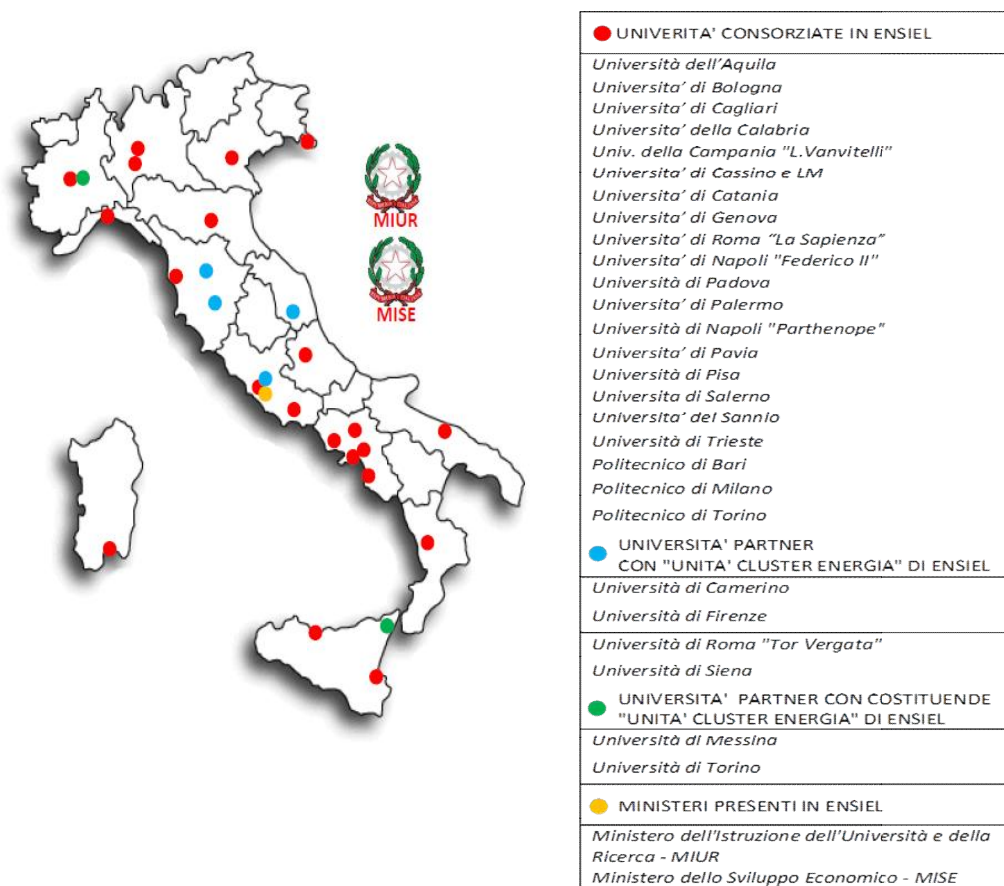 MIUR
MISE
UNIVERITA' CONSORZIATE IN ENSIEL
Università dell'Aquila
Universita' di Bologna
Universita' di Cagliari
Universita' della Calabria
Univ. della Campania "L.Vanvitelli"
Universita' di Cassino e LM
Universita' di Catania
Universita' di Genova
Universita' di Roma "La Sapienza"
Universita' di Napoli "Federico II"
Università di Padova
Universita' di Palermo
Università di Napoli "Parthenope"
Universita' di Pavia
Università di Pisa
Universita di Salerno
Universita' del Sannio
Università di Trieste
Politecnico di Bari
Politecnico di Milano
Politecnico di Torino
UNIVERSITA' PARTNER
CON "UNITA' CLUSTER ENERGIA" DI ENSIEL
Università di Camerino
Università di Firenze
Università di Roma "Tor Vergata"
Università di Siena
UNIVERSITA' PARTNER CON COSTITUENDE
"UNITA' CLUSTER ENERGIA" DI ENSIEL
Università di Messina
Università di Torino
MINISTERI PRESENTI IN ENSIEL
Ministero dell'Istruzione dell'Università e della
Ricerca - MIUR
Ministero dello Sviluppo Economico - MISE